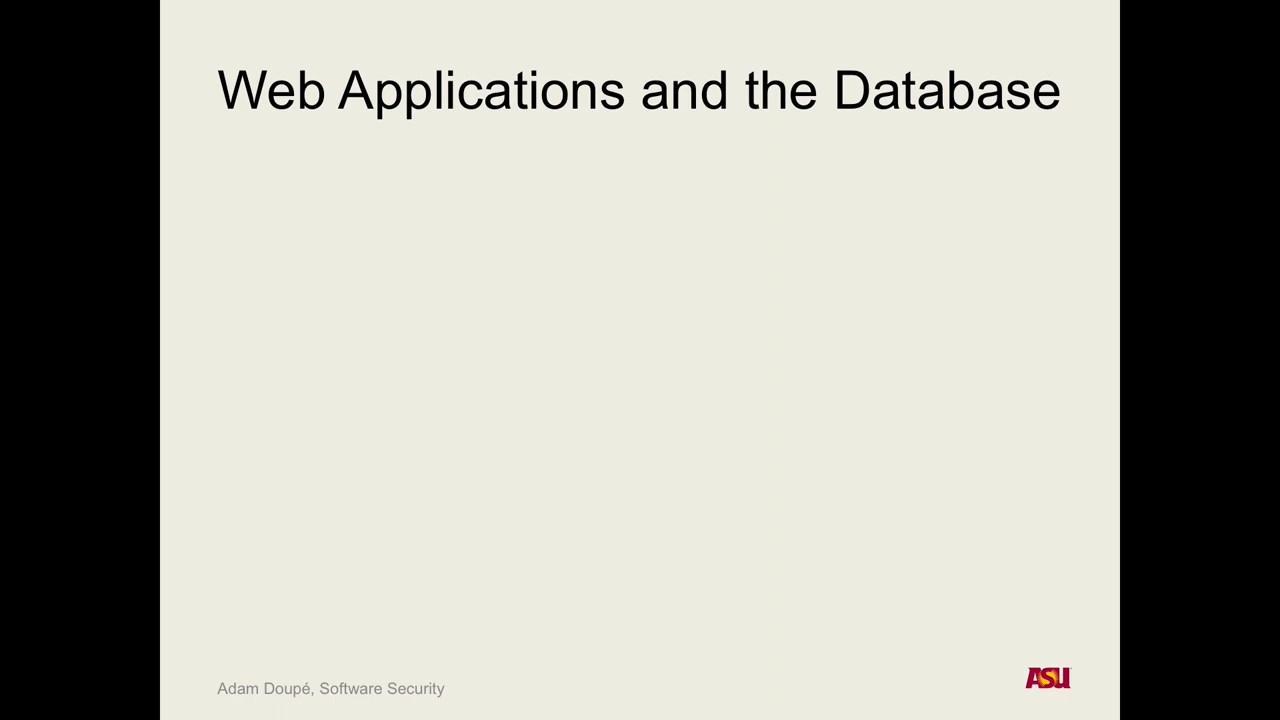 Web Applications and the Database
Adam Doupé, Software Security
ASU